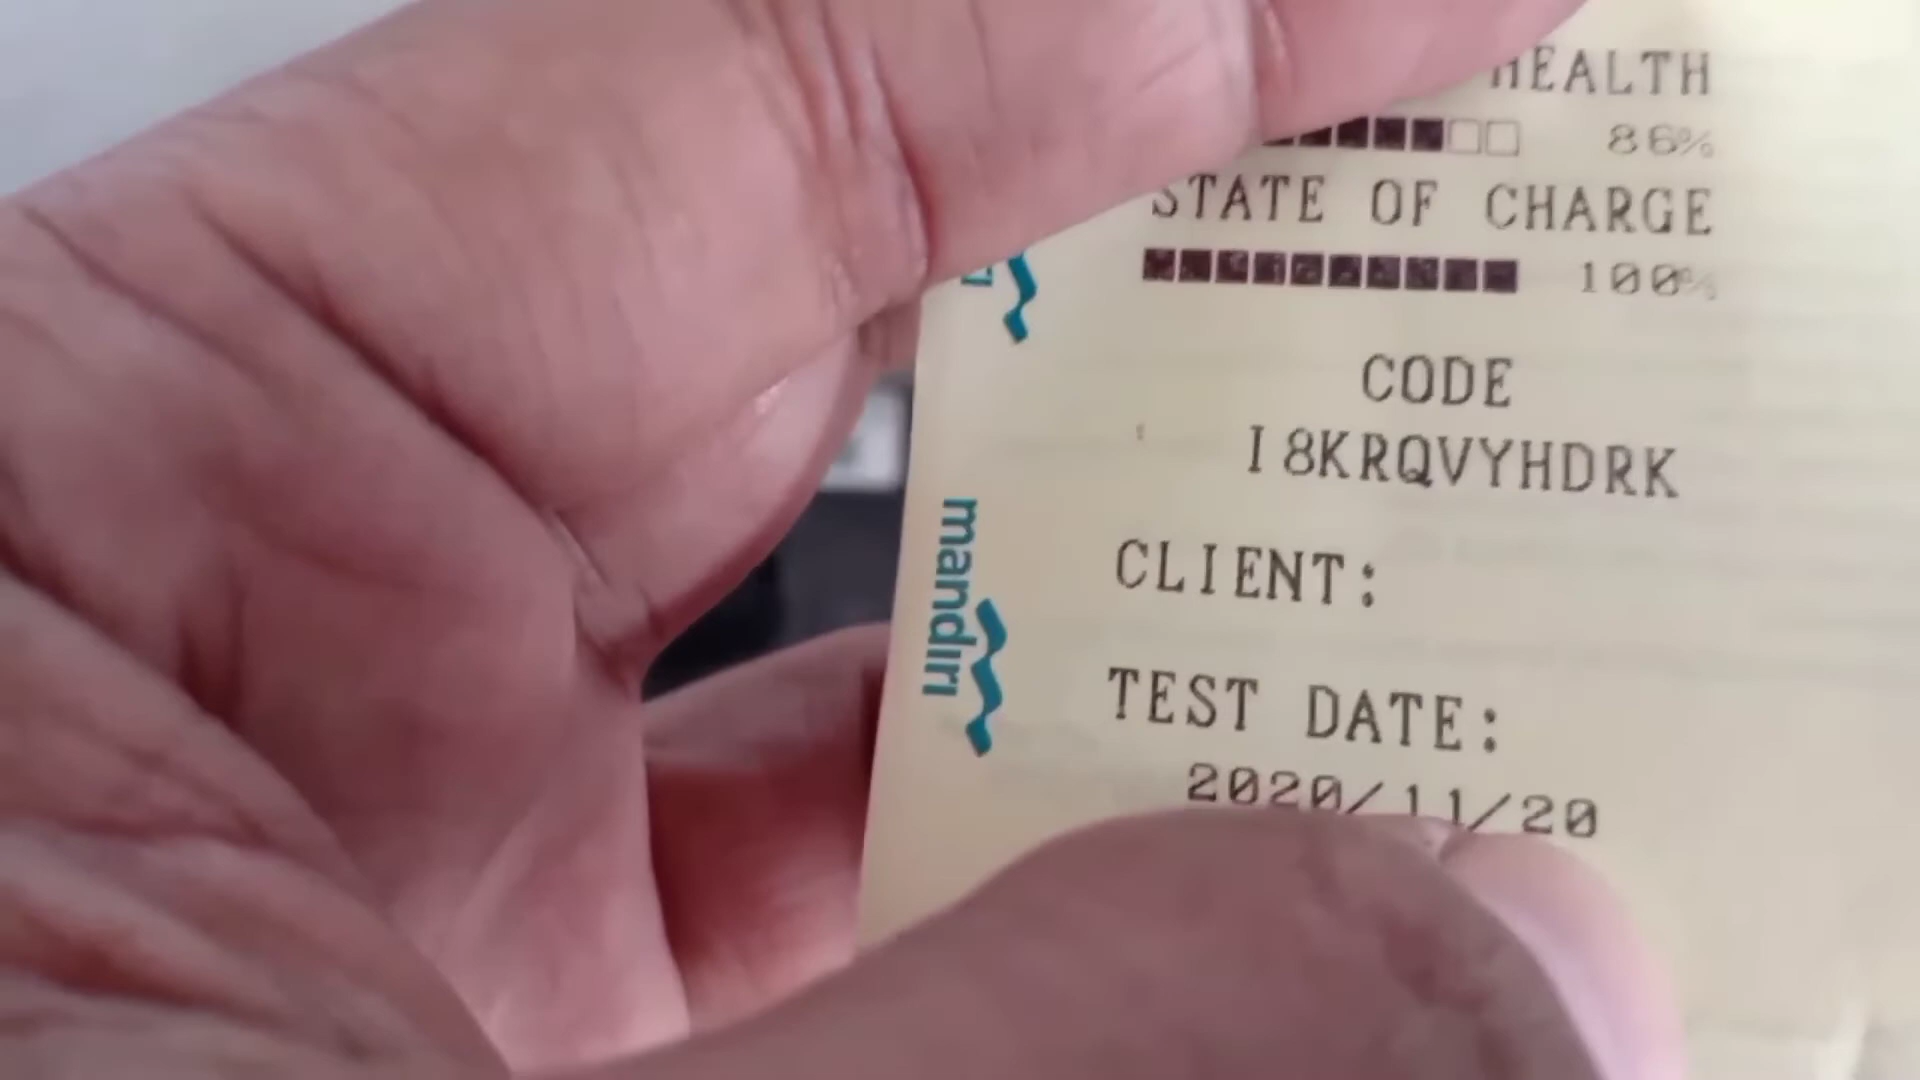 HEALTH
86%
STATE OF CHARGE
100%
CODE
I8KRQVYHDRK
CLIENT:
TEST DATE:
2020/11/20
mandiri